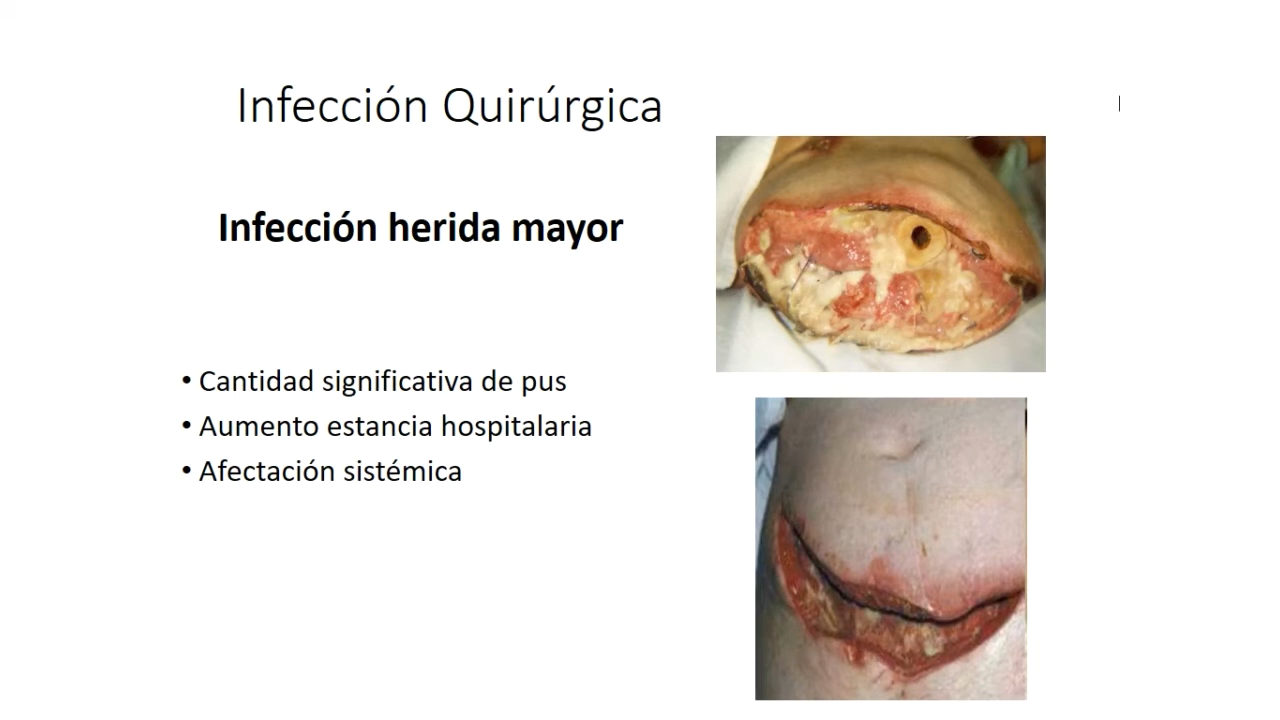 Infección Quirúrgica
Infección herida mayor
• Cantidad significativa de pus
• Aumento estancia hospitalaria
• Afectación sistémica